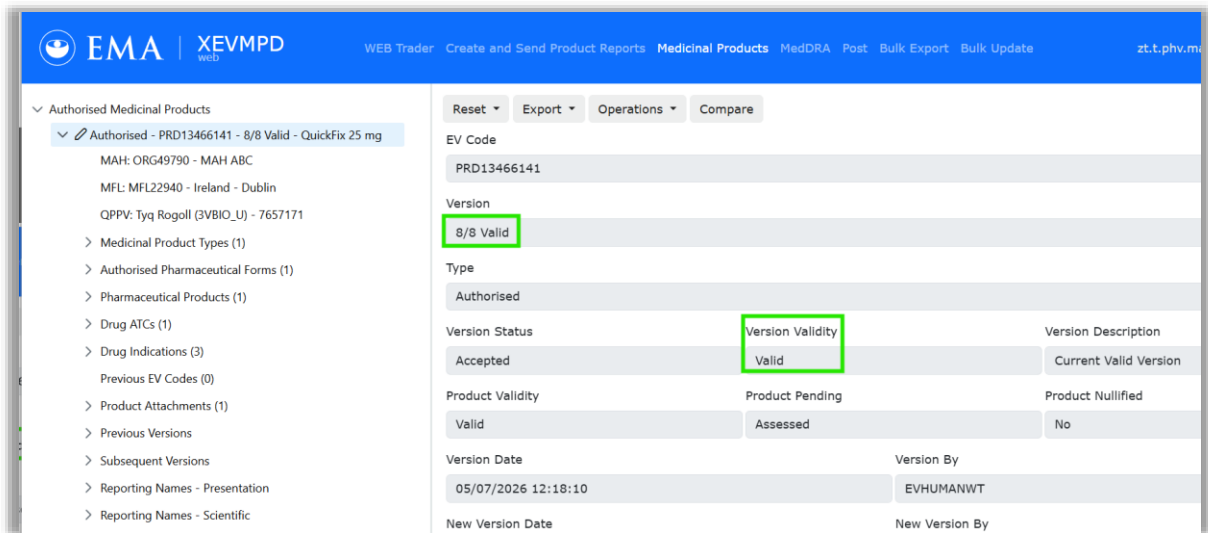 EMA | XEVMPD
web
WEB Trader Create and Send Product Reports Medicinal Products MedDRA Post Bulk Export Bulk Update zt.t.phv.ma
Authorised Medicinal Products
Authorised - PRD13466141 - 8/8 Valid - QuickFix 25 mg
MAH: ORG49790 - MAH ABC
MFL: MFL22940 - Ireland - Dublin
QPPV: Tyq Rogoll (3VBIO_U) - 7657171
Medicinal Product Types (1)
Authorised Pharmaceutical Forms (1)
Pharmaceutical Products (1)
Drug ATCs (1)
Drug Indications (3)
Previous EV Codes (0)
Product Attachments (1)
Previous Versions
Subsequent Versions
Reporting Names - Presentation
Reporting Names - Scientific
Reset Export Operations Compare
EV Code
PRD13466141
Version
8/8 Valid
Type
Authorised
Version Status Version Validity Version Description
Accepted Valid Current Valid Version
Product Validity Product Pending Product Nullified
Valid Assessed No
Version Date Version By
05/07/2026 12:18:10 EVHUMANWT
New Version Date New Version By